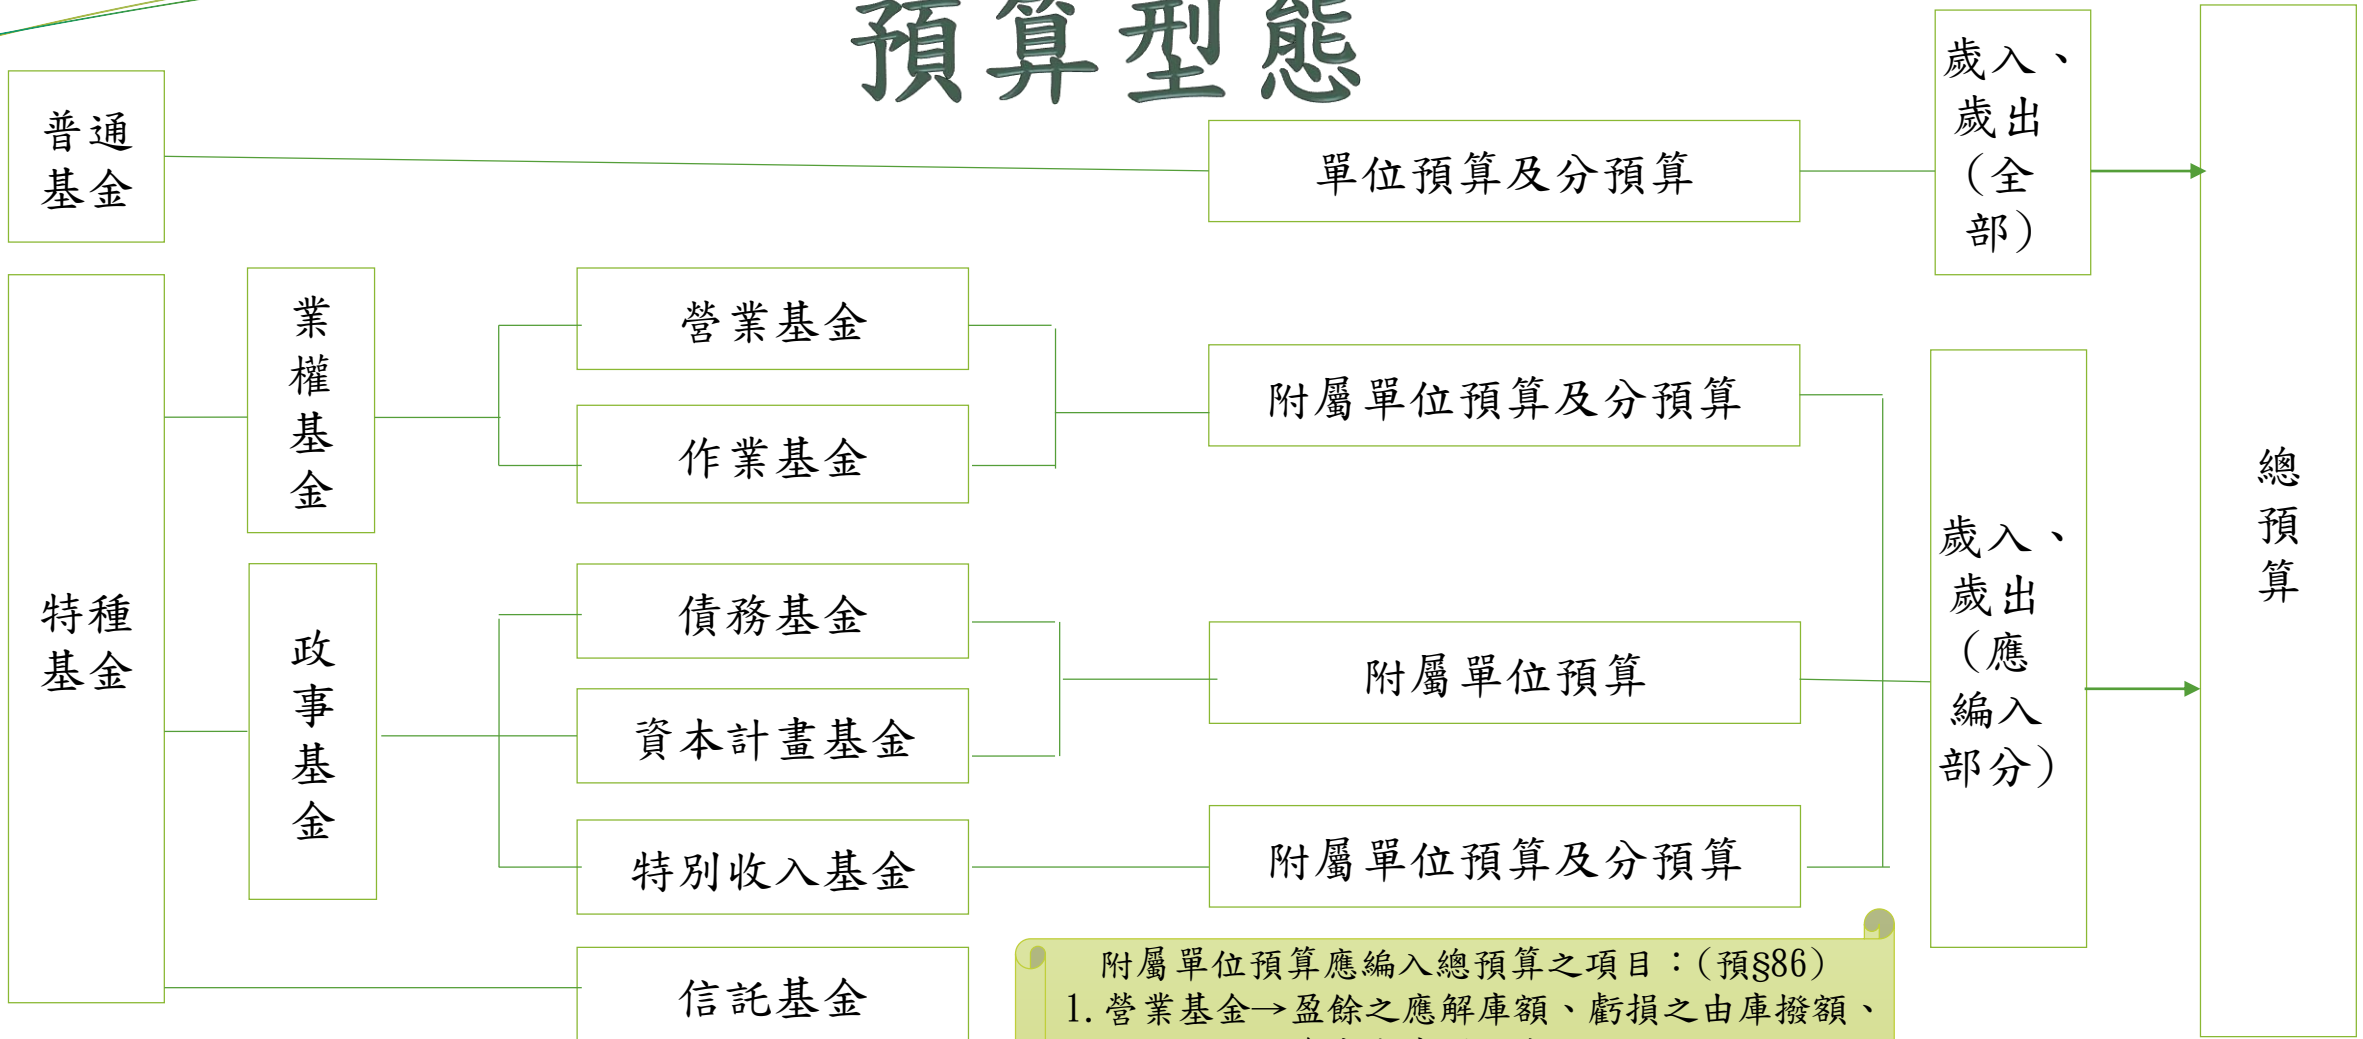 預算型態
普通
基金
單位預算及分預算
歲入、
歲出
（全
部）
特種
基金
業
權
基
金
營業基金
作業基金
附屬單位預算及分預算
政
事
基
金
債務基金
資本計畫基金
附屬單位預算
特別收入基金
附屬單位預算及分預算
信託基金
歲入、
歲出
（應
編入
部分）
總
預
算
附屬單位預算應編入總預算之項目：(預§86)
1. 營業基金→盈餘之應解庫額、虧損之由庫撥額、